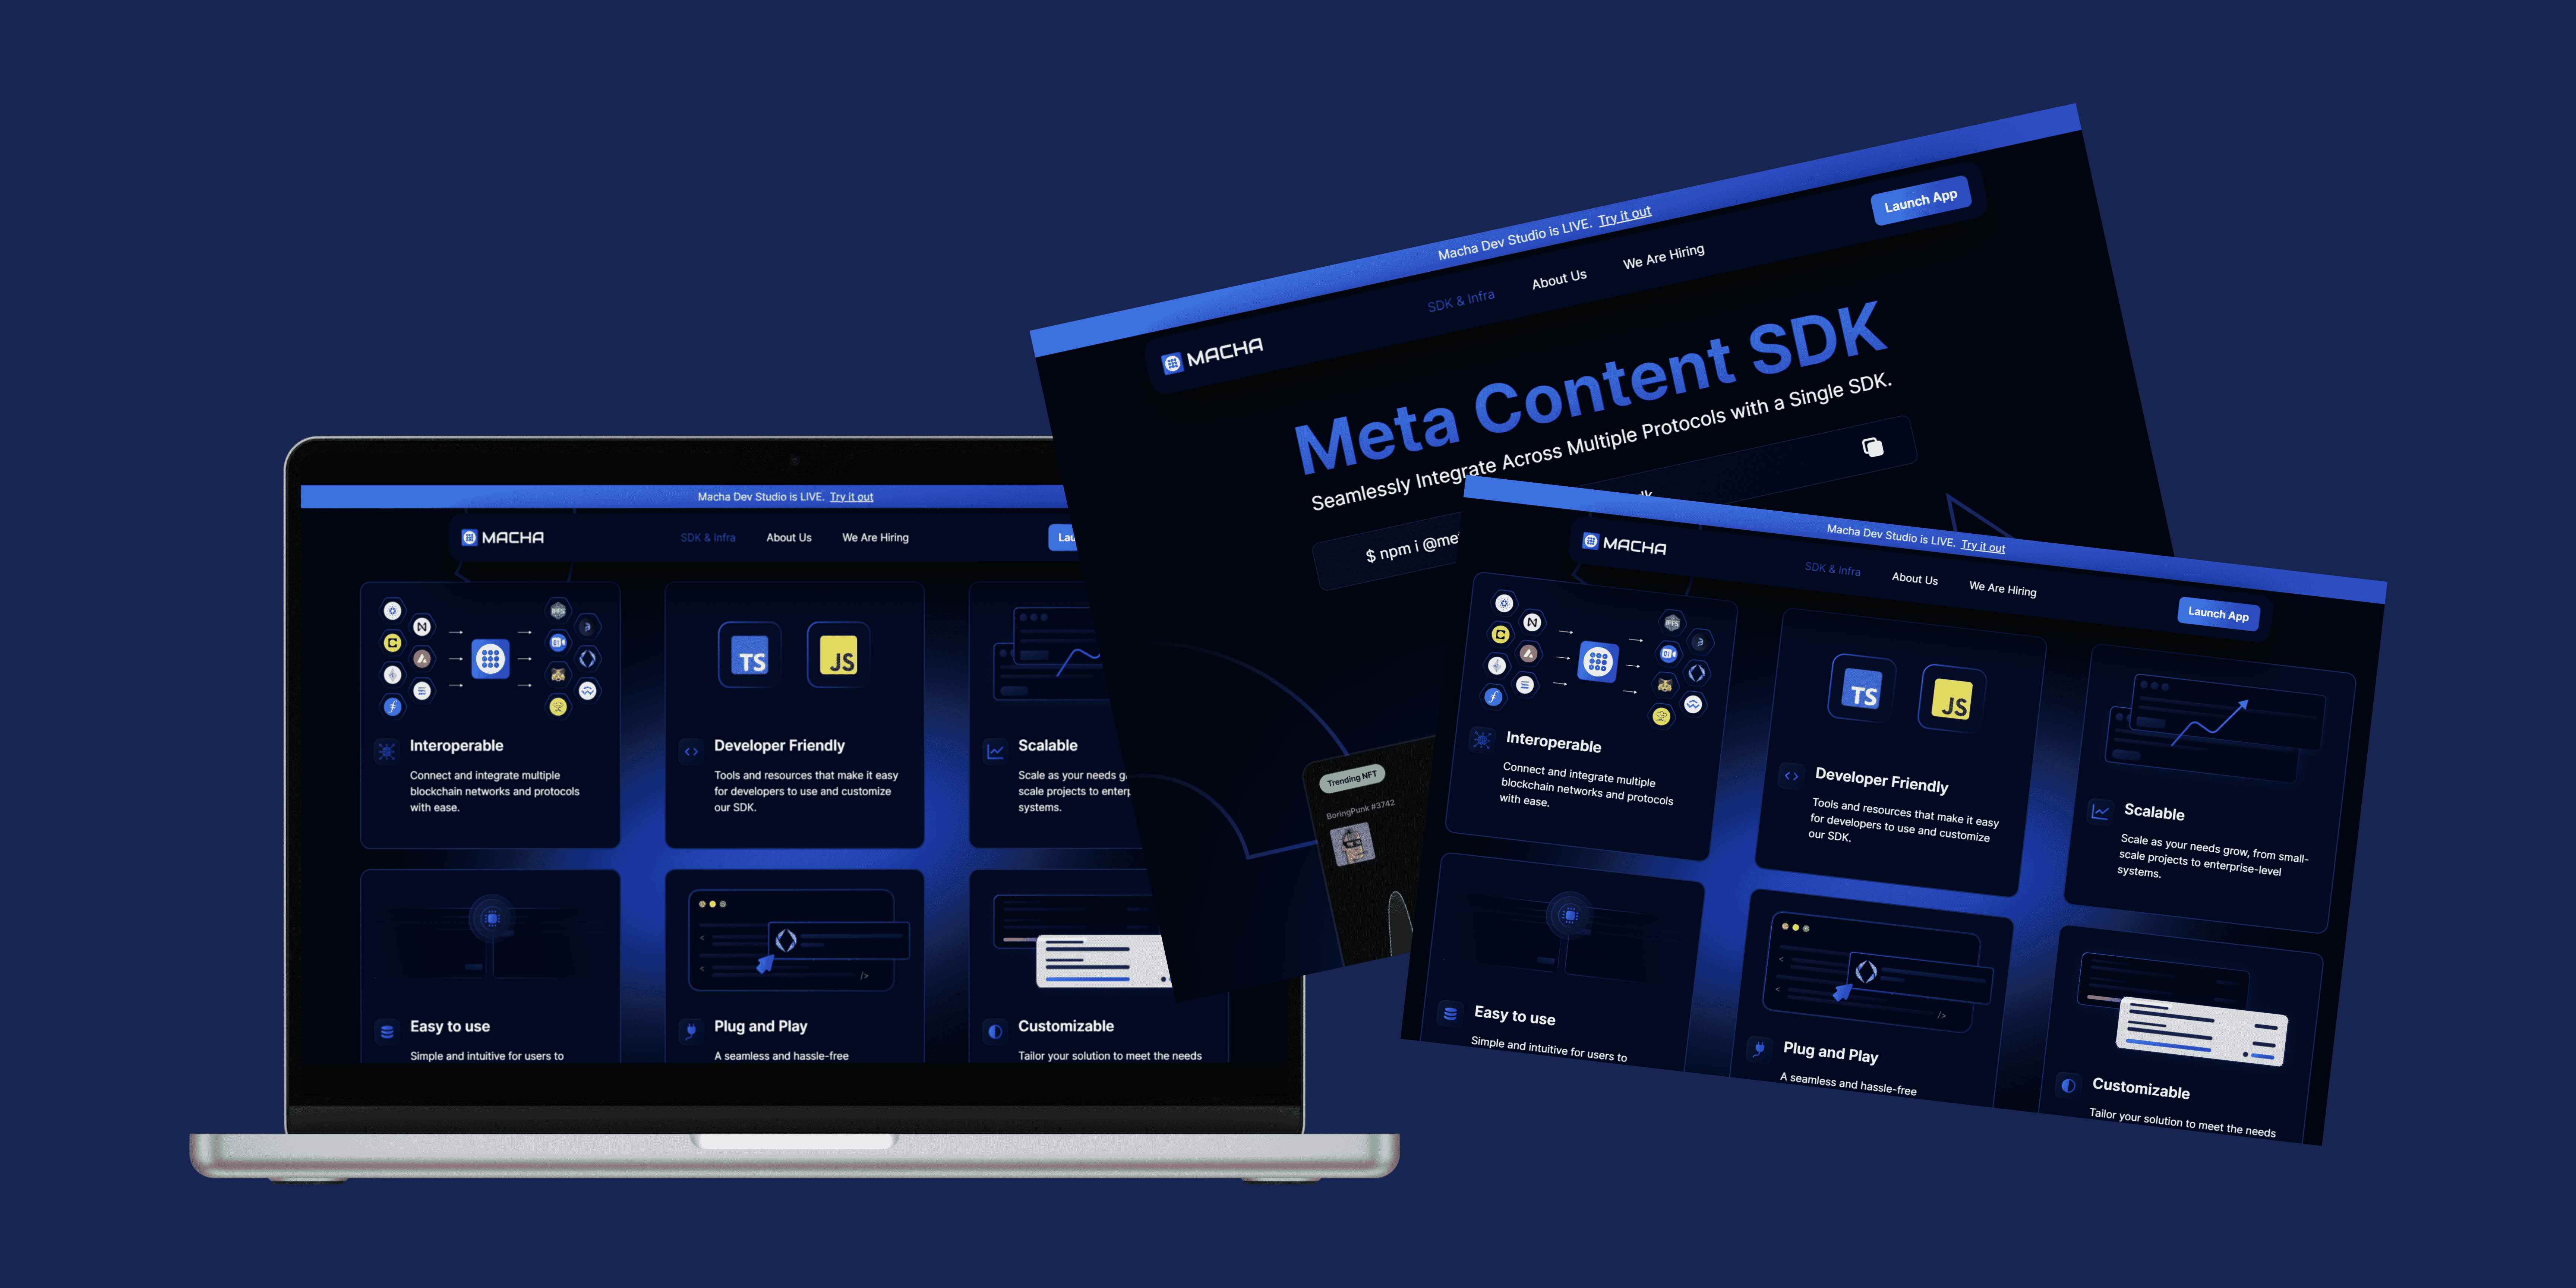 Macha Dev Studio is LIVE. Try it out
MACHA
SDK & Infra
About Us
We Are Hiring
TS
JS
IPFS
Interoperable
Connect and integrate multiple
blockchain networks and protocols
with ease.
Developer Friendly
Tools and resources that make it easy
for developers to use and customize
our SDK.
Scalable
Scale as your needs
scale projects to
systems.
Easy to use
Simple and intuitive for users to
Plug and Play
A seamless and hassle-free
Customizable
Tailor your solution to meet the needs
Macha Dev Studio is LIVE. Try it out
MACHA
SDK & Infra
About Us
We Are Hiring
Launch App
Meta Content SDK
Seamlessly Integrate Across Multiple Protocols with a Single SDK.
$ npm i
Trending NFT
BoringPunk #3742
Macha Dev Studio is LIVE. Try it out
MACHA
SDK & Infra
About Us
We Are Hiring
Launch App
TS
JS
IPFS
Interoperable
Connect and integrate multiple
blockchain networks and protocols
with ease.
Developer Friendly
Tools and resources that make it easy
for developers to use and customize
our SDK.
Scalable
Scale as your needs grow, from small-
scale projects to enterprise-level
systems.
Easy to use
Simple and intuitive for users to
Plug and Play
A seamless and hassle-free
Customizable
Tailor your solution to meet the needs